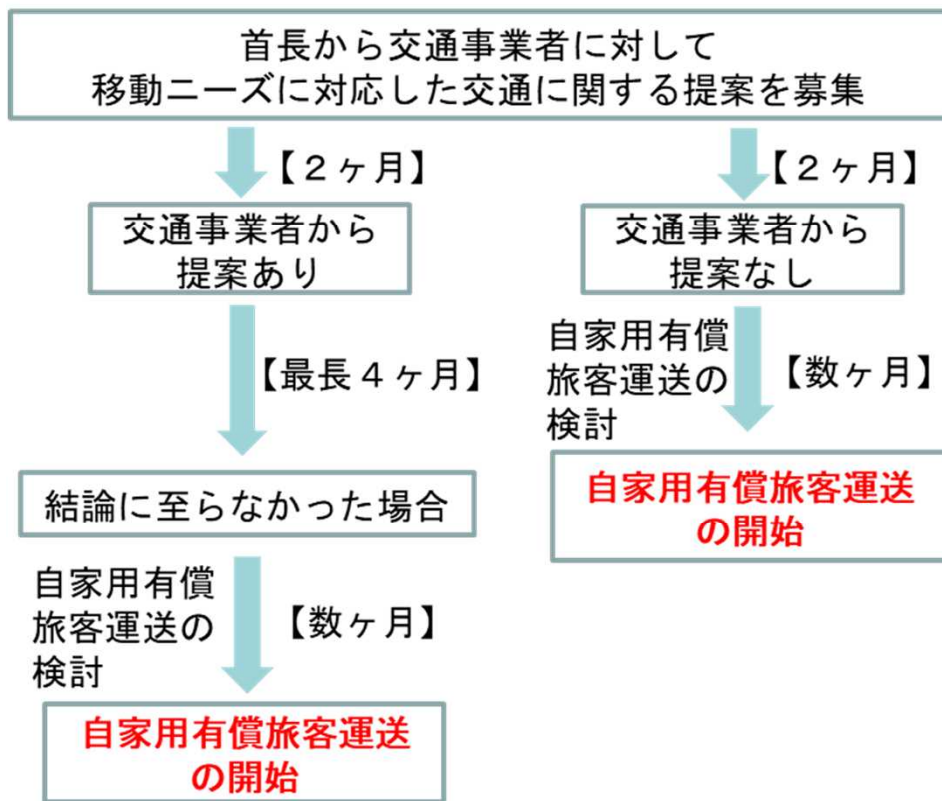 首長から交通事業者に対して
移動ニーズに対応した交通に関する提案を募集
【２ヶ月】
【２ヶ月】
交通事業者から
提案あり
交通事業者から
提案なし
【最長４ヶ月】
自家用有償
旅客運送の
検討
【数ヶ月】
結論に至らなかった場合
自家用有償旅客運送
の開始
自家用有償
旅客運送の
検討
【数ヶ月】
自家用有償旅客運送
の開始